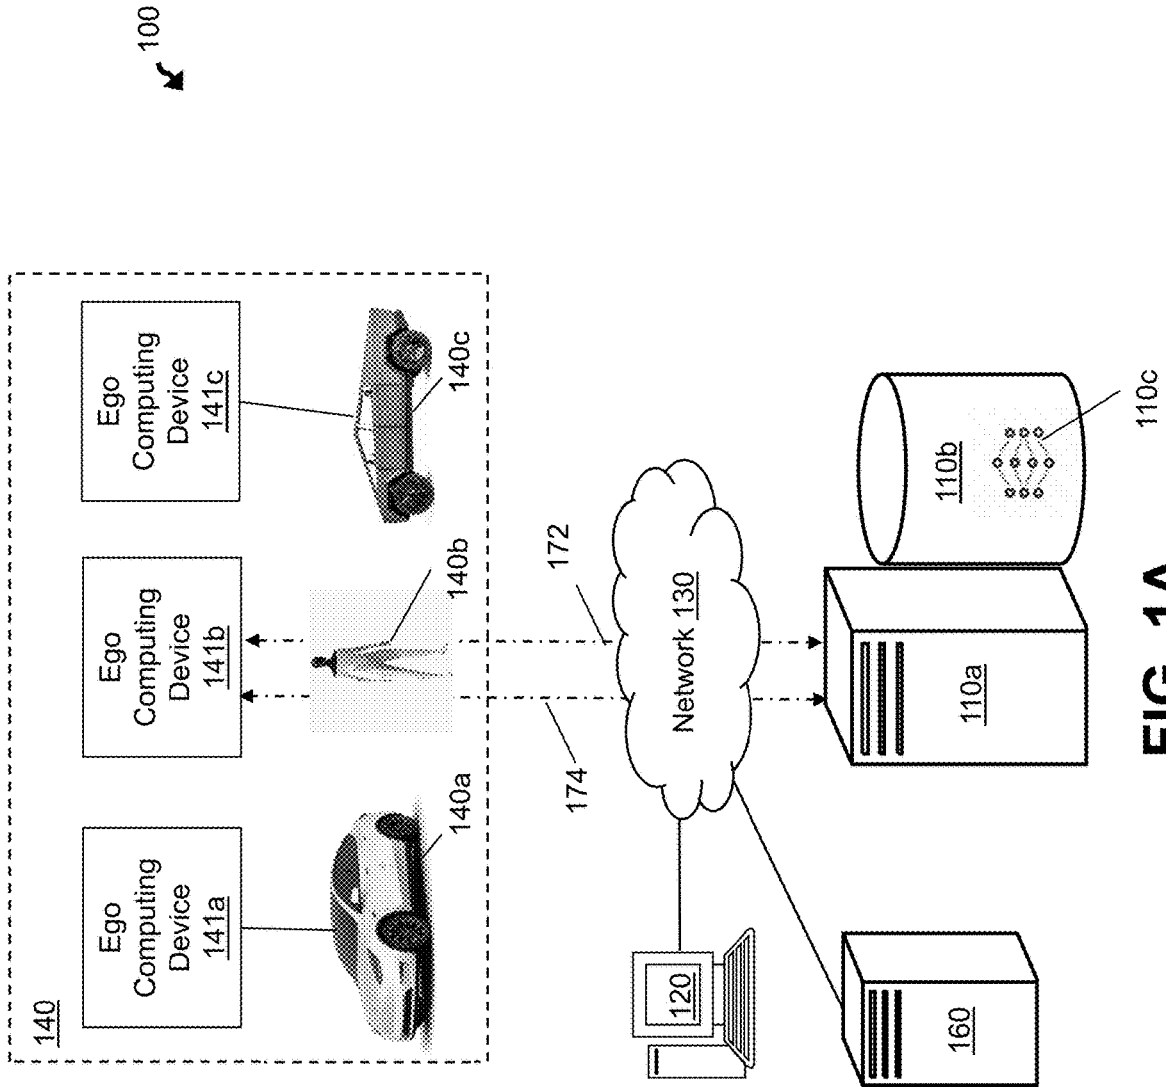 140
100
Ego
Computing
Device
141a
Ego
Computing
Device
141b
Ego
Computing
Device
141c
140a
140b
140c
174
172
120
Network 130
160
110a
110b
110c
FIG. 1A